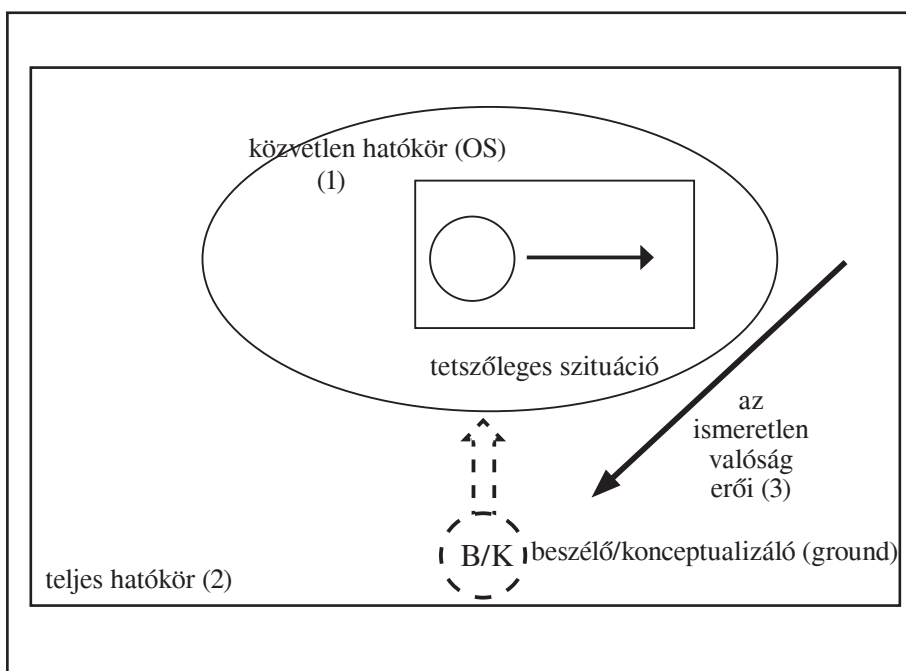 közvetlen hatókör (OS)
(1)
tetszőleges szituáció
az
ismeretlen
valóság
erői (3)
B/K
beszélő/konceptualizáló (ground)
teljes hatókör (2)